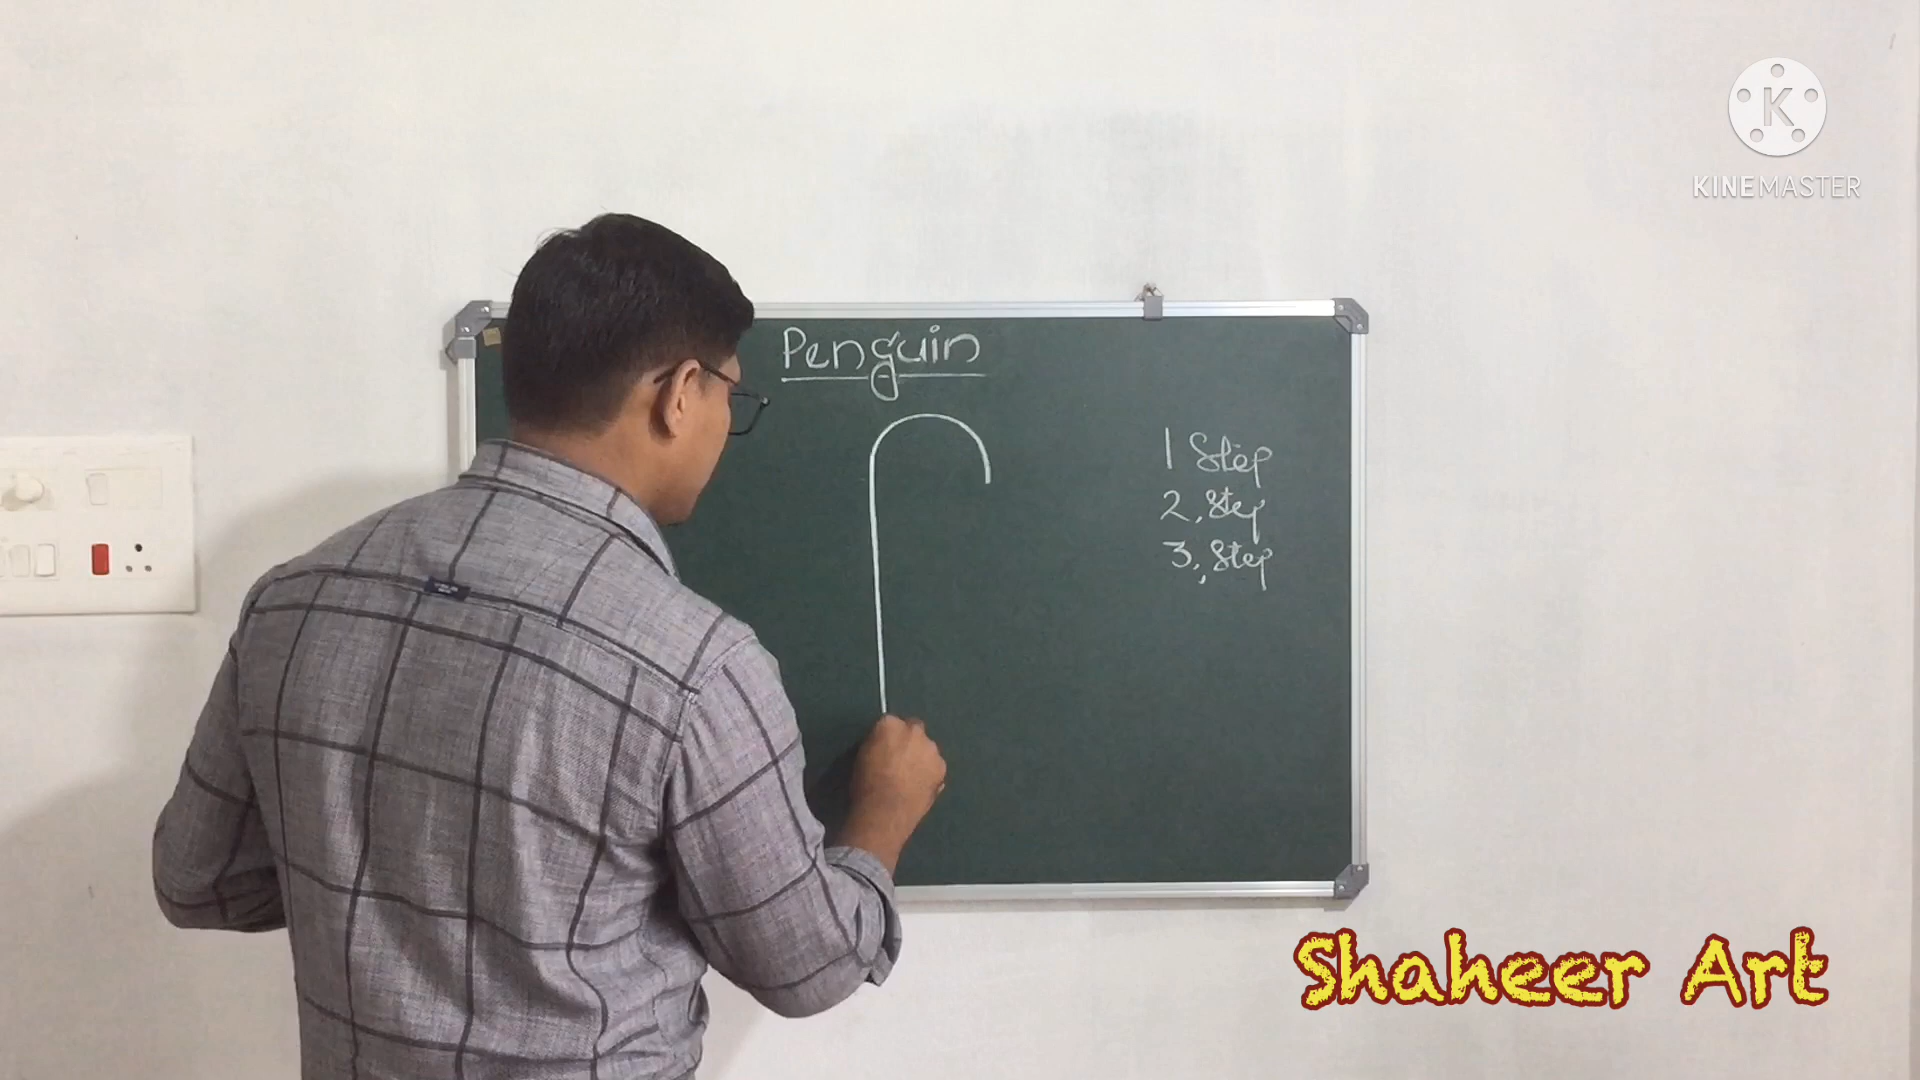 KINEMASTER
Penguin
1 Step
2, Step
3, Step
Shaheer Art